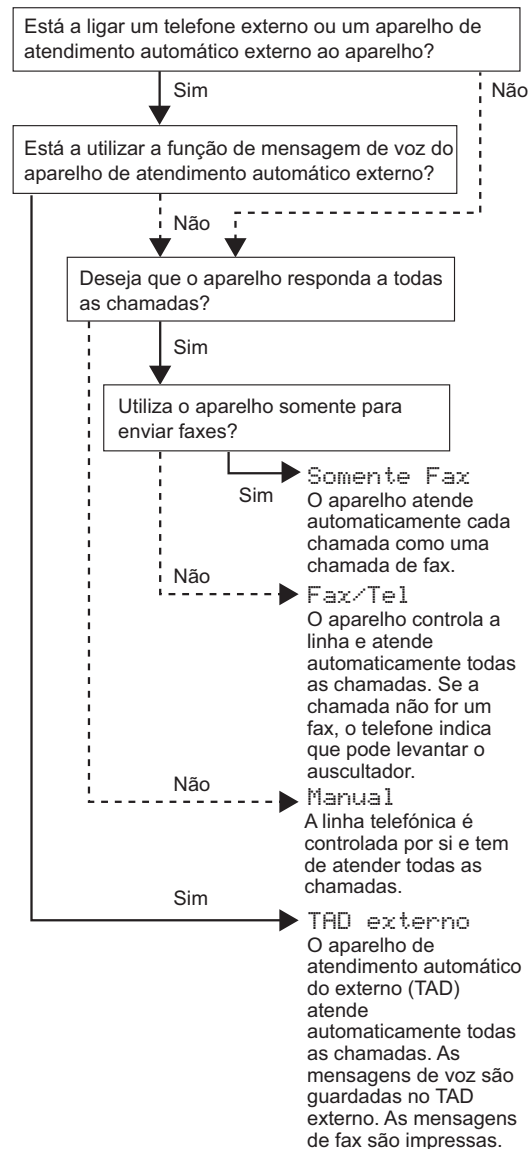 Está a ligar um telefone externo ou um aparelho de
atendimento automático externo ao aparelho?
Sim
Não
Está a utilizar a função de mensagem de voz do
aparelho de atendimento automático externo?
Não
Deseja que o aparelho responda a todas
as chamadas?
Sim
Utiliza o aparelho somente para
enviar faxes?
Sim
Somente Fax
O aparelho atende
automaticamente cada
chamada como uma
chamada de fax.
Não
Fax/Tel
O aparelho controla a
linha e atende
automaticamente todas
as chamadas. Se a
chamada não for um
fax, o telefone indica
que pode levantar o
auscultador.
Não
Manual
A linha telefónica é
controlada por si e tem
de atender todas as
chamadas.
Sim
TAD externo
O aparelho de
atendimento automático
do externo (TAD)
atende
automaticamente todas
as chamadas. As
mensagens de voz são
guardadas no TAD
externo. As mensagens
de fax são impressas.